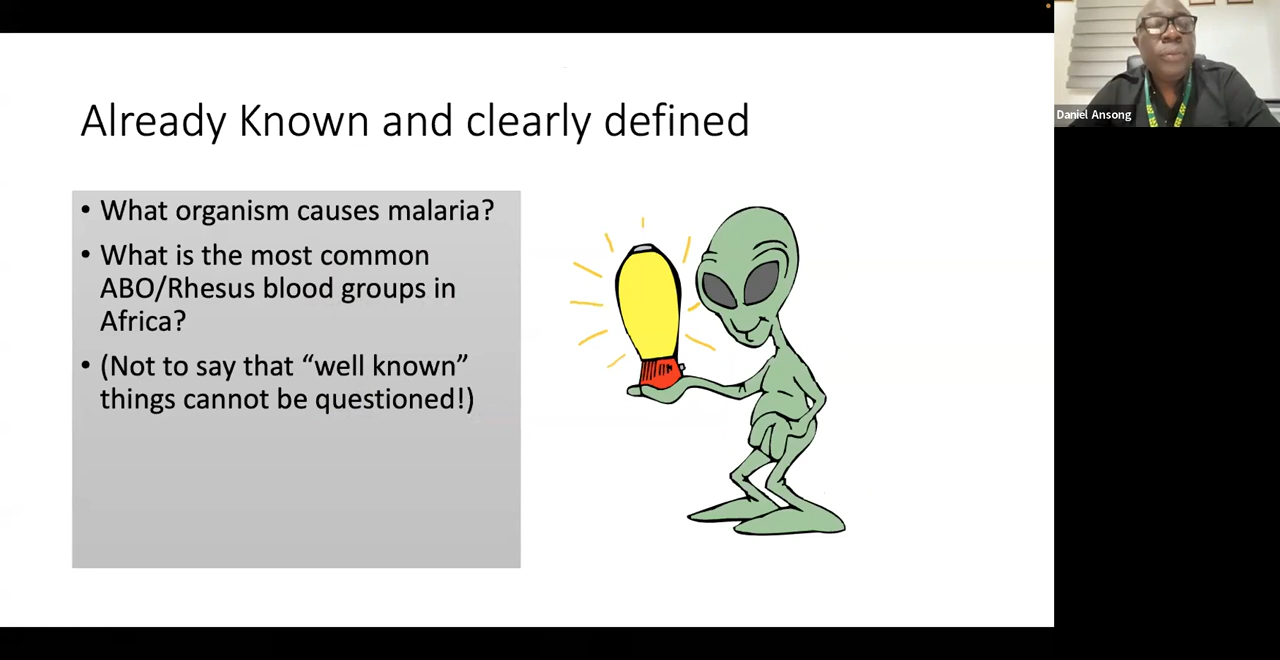 Already Known and clearly defined
• What organism causes malaria?
• What is the most common
ABO/Rhesus blood groups in
Africa?
• (Not to say that “well known”
things cannot be questioned!)
Daniel Ansong